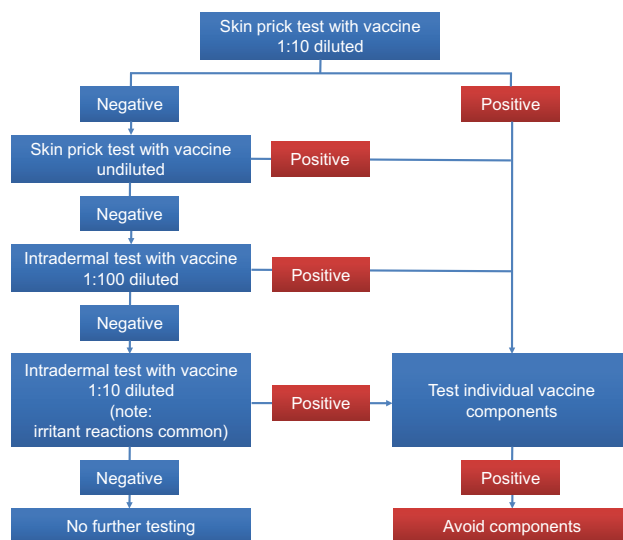 Skin prick test with vaccine
1:10 diluted
Negative
Positive
Skin prick test with vaccine
undiluted
Positive
Negative
Intradermal test with vaccine
1:100 diluted
Positive
Negative
Intradermal test with vaccine
1:10 diluted
(note:
irritant reactions common)
Positive
Test individual vaccine
components
Negative
Positive
No further testing
Avoid components